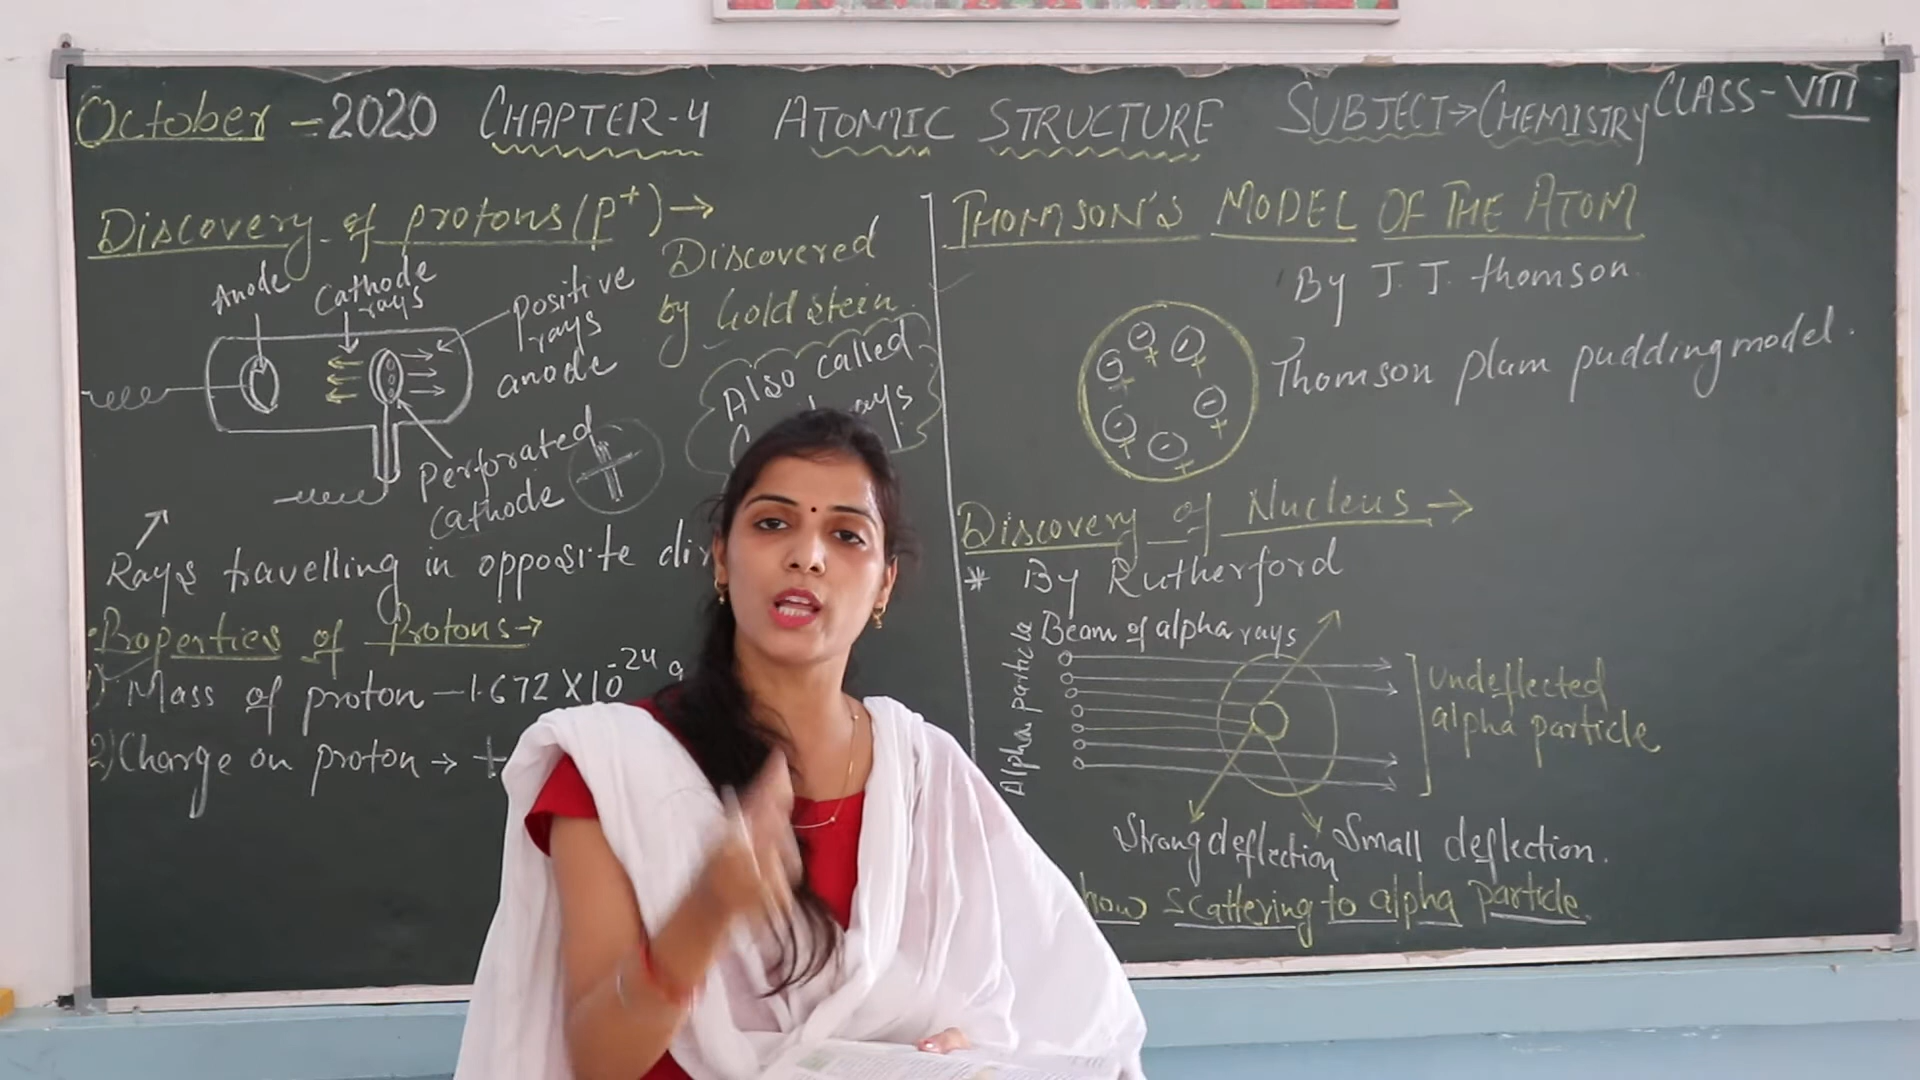 October - 2020 CHAPTER-4 ATOMIC STRUCTURE SUBJECT→CHEMISTRY CLASS-VIII
Discovery of protons (p⁺) →
Discovered
by Goldstein.
Also called
rays
Anode
Cathode
rays
positive
rays
anode
Perforated
cathode
+
Rays travelling in opposite
Properties of Protons→
1) Mass of proton - 1.672 X 10⁻²⁴ g
2) Charge on proton → +
THOMSON'S MODEL OF THE ATOM
By J. J. thomson
Thomson plum pudding model.
Discovery of Nucleus →
* By Rutherford
Beam of alpha rays
Alpha particle
undeflected
alpha particle
Strong deflection
Small deflection.
scattering to alpha particle.